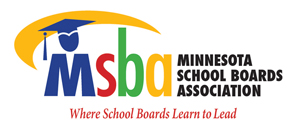 msba
MINNESOTA
SCHOOL BOARDS
ASSOCIATION
Where School Boards Learn to Lead